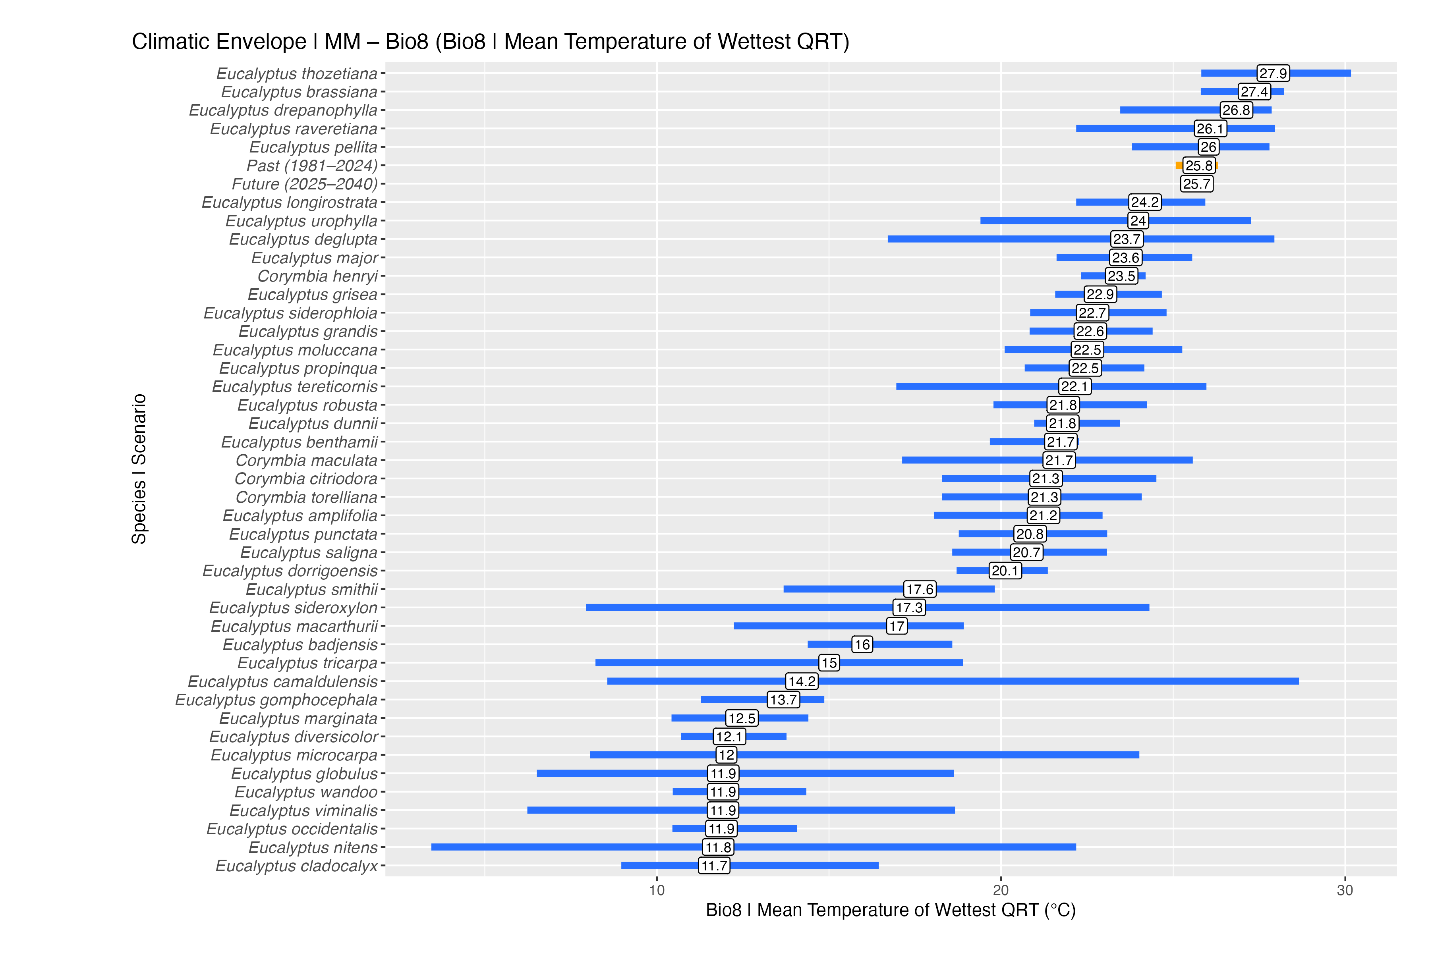 Climatic Envelope | MM – Bio8 (Bio8 | Mean Temperature of Wettest QRT)
Species | Scenario
Eucalyptus thozetiana 27.9
Eucalyptus brassiana 27.4
Eucalyptus drepanophylla 26.8
Eucalyptus raveretiana 26.1
Eucalyptus pellita 26
Past (1981–2024) 25.8
Future (2025–2040) 25.7
Eucalyptus longirostrata 24.2
Eucalyptus urophylla 24
Eucalyptus deglupta 23.7
Eucalyptus major 23.6
Corymbia henryi 23.5
Eucalyptus grisea 22.9
Eucalyptus siderophloia 22.7
Eucalyptus grandis 22.6
Eucalyptus moluccana 22.5
Eucalyptus propinqua 22.5
Eucalyptus tereticornis 22.1
Eucalyptus robusta 21.8
Eucalyptus dunnii 21.8
Eucalyptus benthamii 21.7
Corymbia maculata 21.7
Corymbia citriodora 21.3
Corymbia torelliana 21.3
Eucalyptus amplifolia 21.2
Eucalyptus punctata 20.8
Eucalyptus saligna 20.7
Eucalyptus dorrigoensis 20.1
Eucalyptus smithii 17.6
Eucalyptus sideroxylon 17.3
Eucalyptus macarthurii 17
Eucalyptus badjensis 16
Eucalyptus tricarpa 15
Eucalyptus camaldulensis 14.2
Eucalyptus gomphocephala 13.7
Eucalyptus marginata 12.5
Eucalyptus diversicolor 12.1
Eucalyptus microcarpa 12
Eucalyptus globulus 11.9
Eucalyptus wandoo 11.9
Eucalyptus viminalis 11.9
Eucalyptus occidentalis 11.9
Eucalyptus nitens 11.8
Eucalyptus cladocalyx 11.7
10 20 30
Bio8 | Mean Temperature of Wettest QRT (°C)